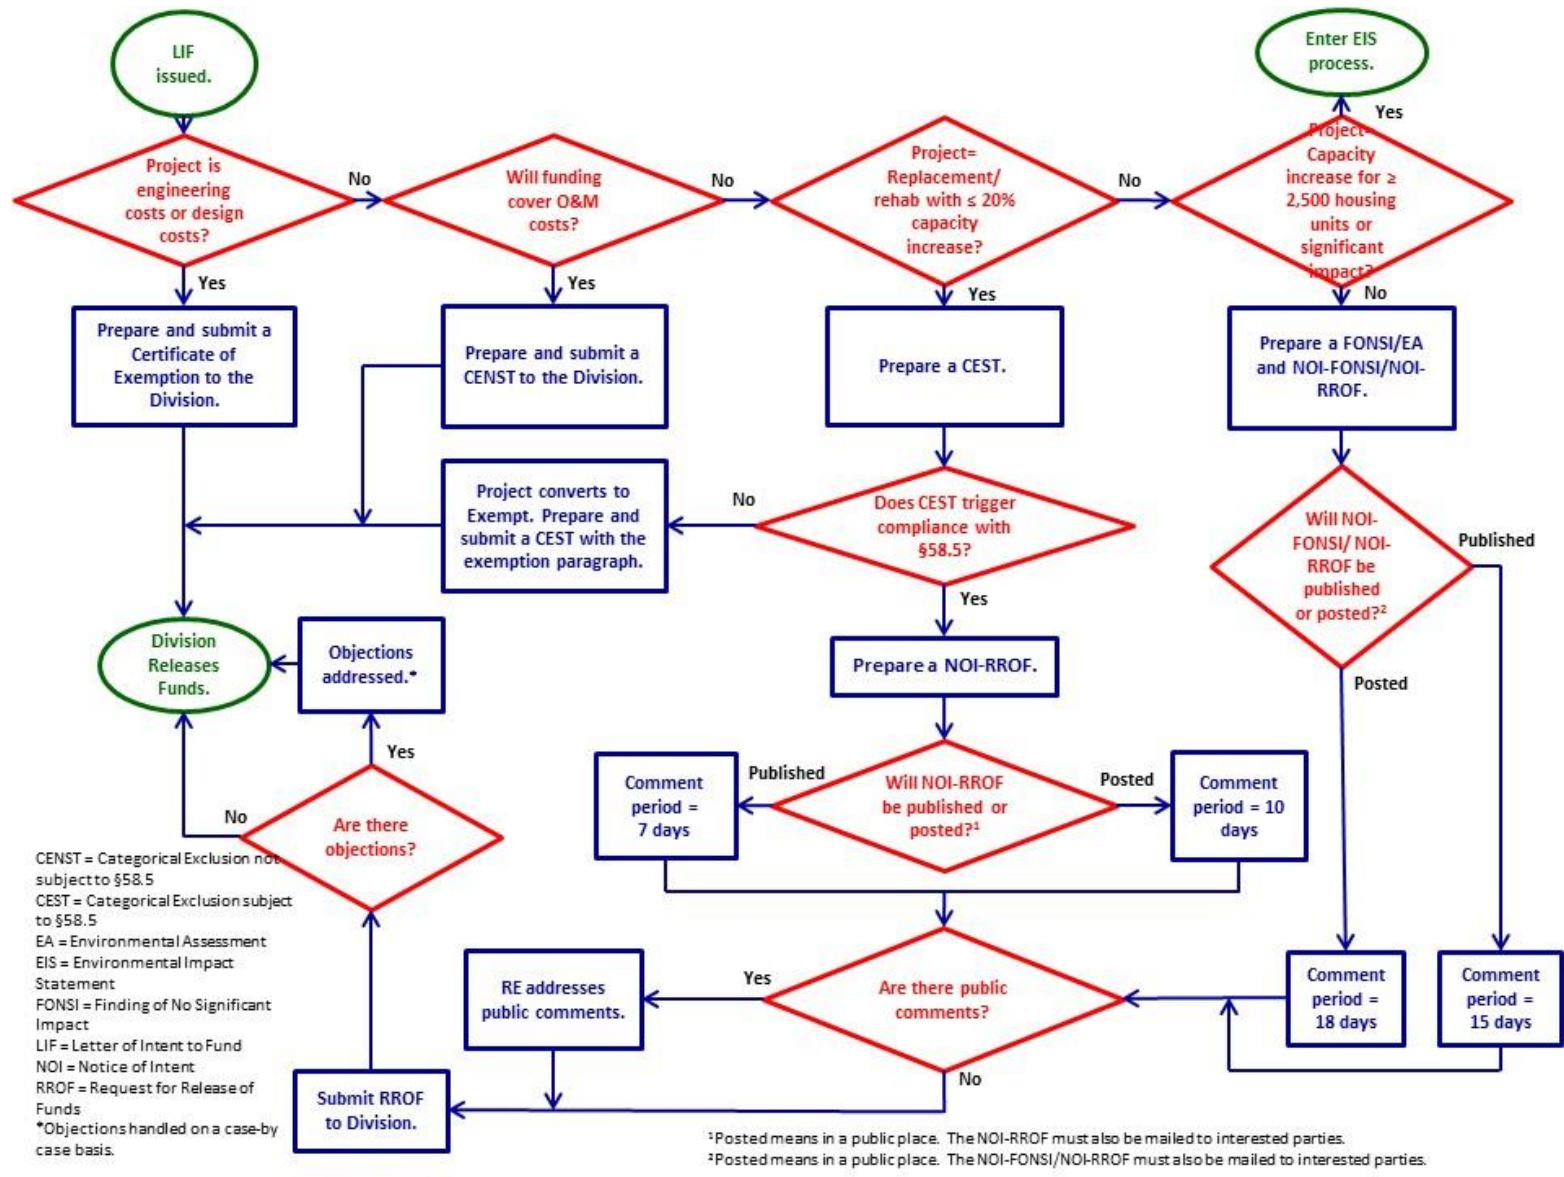 LIF
issued.
Enter EIS
process.
Yes
Project is
engineering
costs or design
costs?
No
Will funding
cover O&M
costs?
No
Project=
Replacement/
rehab with ≤ 20%
capacity
increase?
No
Project=
Capacity
increase for ≥
2,500 housing
units or
significant
impact?
Yes
Yes
Yes
No
Prepare and submit a
Certificate of
Exemption to the
Division.
Prepare and submit a
CENST to the Division.
Prepare a CEST.
Prepare a FONSI/EA
and NOI-FONSI/NOI-
RROF.
Project converts to
Exempt. Prepare and
submit a CEST with the
exemption paragraph.
No
Does CEST trigger
compliance with
§58.5?
Yes
Will NOI-
FONSI/ NOI-
RROF be
published
or posted?²
Published
Posted
Division
Releases
Funds.
Objections
addressed.*
Prepare a NOI-RROF.
Yes
No
Are there
objections?
Comment
period =
7 days
Published
Will NOI-RROF
be published or
posted?¹
Posted
Comment
period = 10
days
CENST = Categorical Exclusion not
subject to §58.5
CEST = Categorical Exclusion subject
to §58.5
EA = Environmental Assessment
EIS = Environmental Impact
Statement
FONSI = Finding of No Significant
Impact
LIF = Letter of Intent to Fund
NOI = Notice of Intent
RROF = Request for Release of
Funds
*Objections handled on a case-by
case basis.
RE addresses
public comments.
Yes
Are there public
comments?
No
Comment
period =
18 days
Comment
period =
15 days
Submit RROF
to Division.
¹Posted means in a public place. The NOI-RROF must also be mailed to interested parties.
²Posted means in a public place. The NOI-FONSI/NOI-RROF must also be mailed to interested parties.